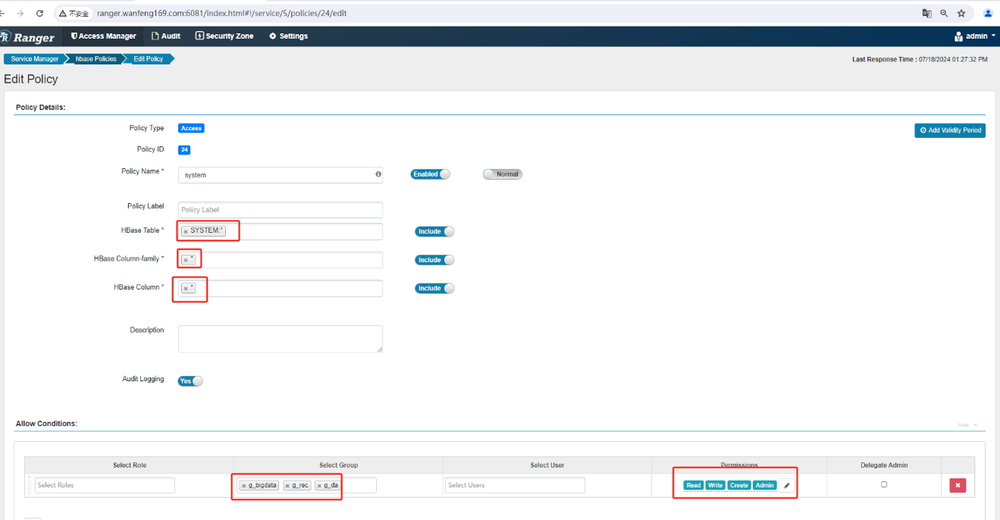 不安全 ranger.wanfeng169.com:6081/index.html#!/service/5/policies/24/edit
Ranger Access Manager Audit Security Zone Settings admin
Service Manager hbase Policies Edit Policy Last Response Time : 07/18/2024 01:27:32 PM
Edit Policy
Policy Details:
Policy Type Access Add Validity Period
Policy ID 24
Policy Name * system Enabled Normal
Policy Label Policy Label
HBase Table * × SYSTEM:* Include
HBase Column-family * × * Include
HBase Column * × * Include
Description
Audit Logging Yes
Allow Conditions: hide
Select Role Select Group Select User Permissions Delegate Admin
Select Roles × g_bigdata × g_rec × g_da Select Users Read Write Create Admin